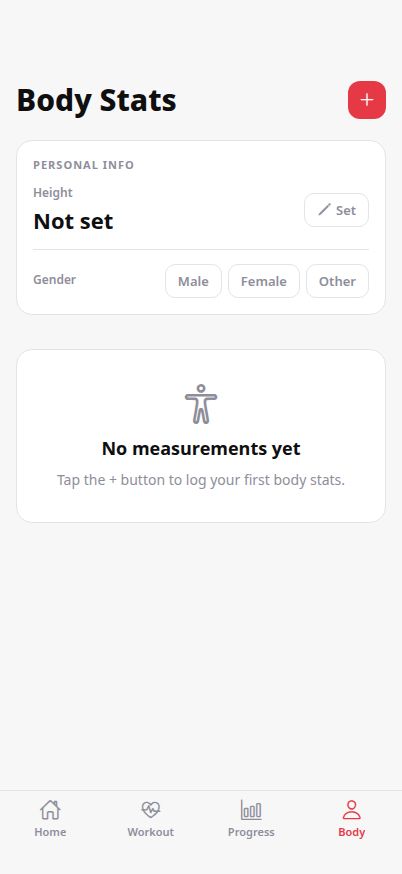 Body Stats
PERSONAL INFO
Height
Not set
Set
Gender
Male
Female
Other
No measurements yet
Tap the + button to log your first body stats.
Home
Workout
Progress
Body